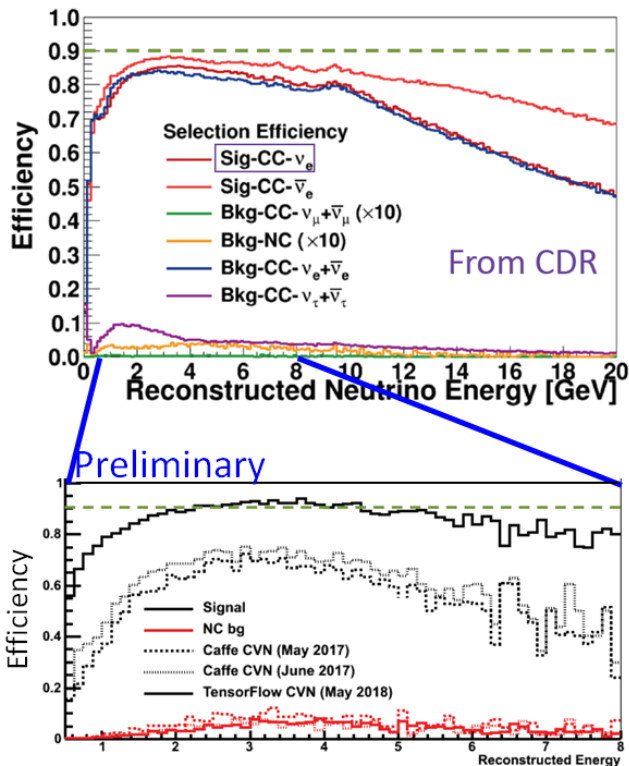 0.9
0.8
0.7
0.6
0.5
0.4
0.3
0.2
0.1
0.0
Efficiency
Selection Efficiency
Sig-CC-νₑ
Sig-CC-ν̅ₑ
Bkg-CC-νμ+ν̅μ (×10)
Bkg-NC (×10)
Bkg-CC-νₑ+ν̅ₑ
Bkg-CC-ντ+ν̅τ
From CDR
0 2 4 6 8 10 12 14 16 18 20
Reconstructed Neutrino Energy [GeV]
Preliminary
1
0.8
0.6
0.4
0.2
0
Efficiency
Signal
NC bg
Caffe CVN (May 2017)
Caffe CVN (June 2017)
TensorFlow CVN (May 2018)
1 2 3 4 5 6 7 8
Reconstructed Energy